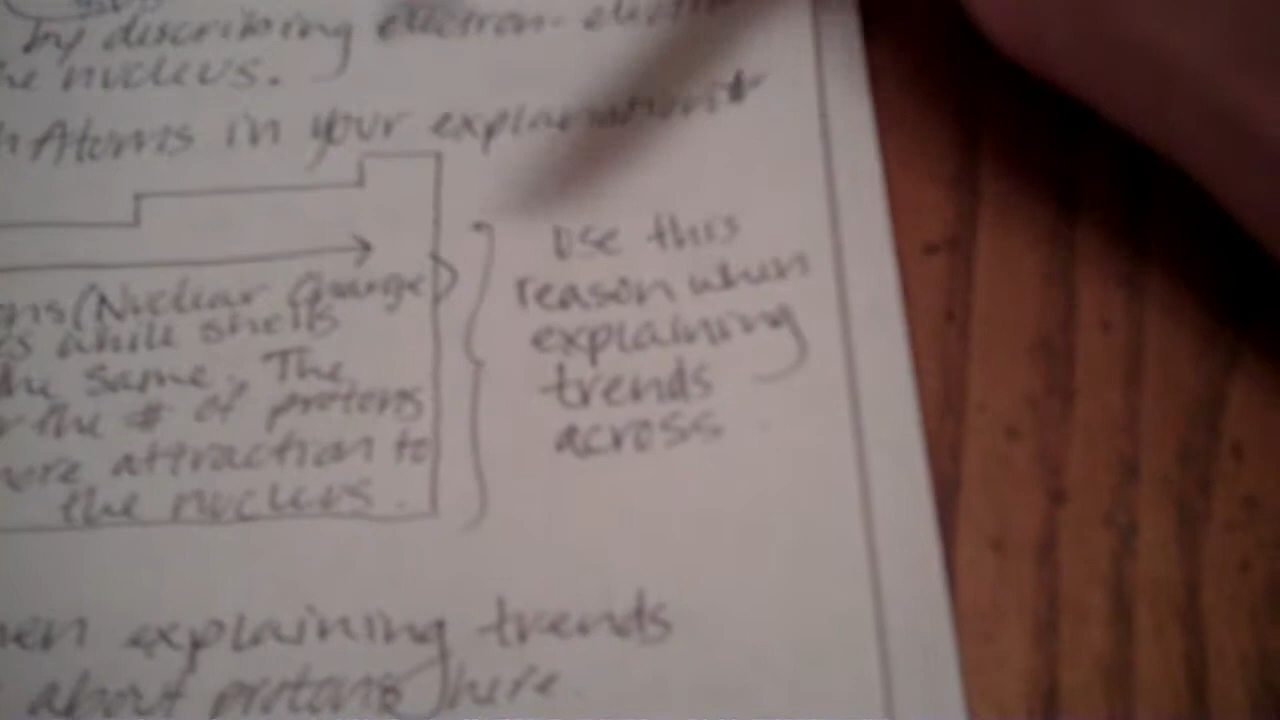 by describing electron-
the nucleus.
Atoms in your explanation
(Nuclear Charge)
while shells
the same. The
the # of protons
more attraction to
the nucleus.
Use this
reason when
explaining
trends
across
explaining trends
about protons here.